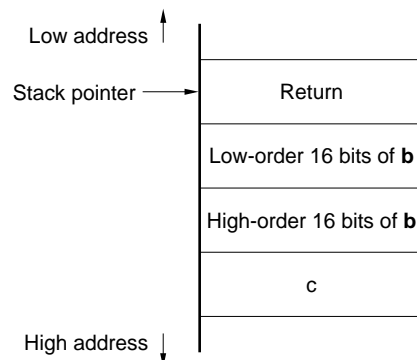 Low address
Stack pointer
Return
Low-order 16 bits of b
High-order 16 bits of b
c
High address